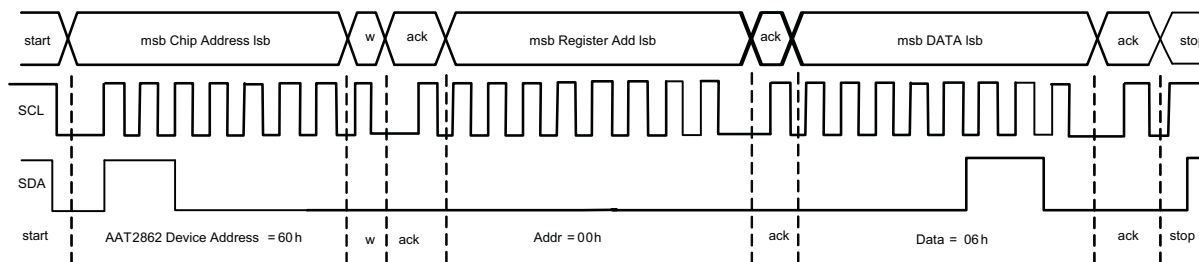 start msb Chip Address lsb w ack msb Register Add lsb ack msb DATA lsb ack stop
SCL
SDA
start AAT2862 Device Address = 60h w ack Addr = 00h ack Data = 06h ack stop